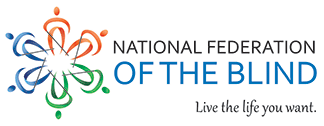 NATIONAL FEDERATION
OF THE BLIND
Live the life you want.